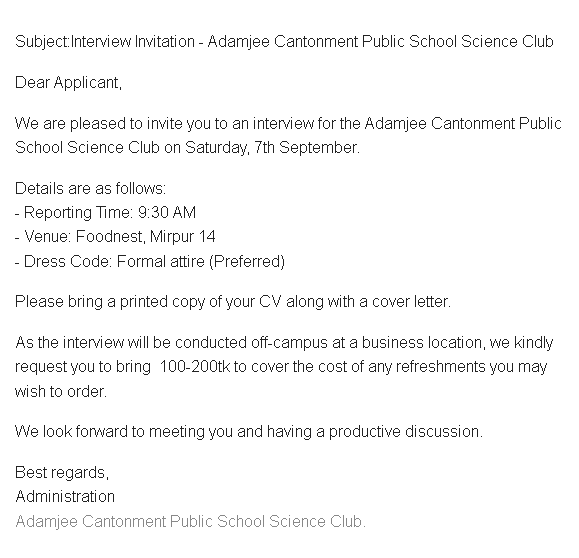 Subject:Interview Invitation - Adamjee Cantonment Public School Science Club
Dear Applicant,
We are pleased to invite you to an interview for the Adamjee Cantonment Public
School Science Club on Saturday, 7th September.
Details are as follows:
- Reporting Time: 9:30 AM
- Venue: Foodnest, Mirpur 14
- Dress Code: Formal attire (Preferred)
Please bring a printed copy of your CV along with a cover letter.
As the interview will be conducted off-campus at a business location, we kindly
request you to bring  100-200tk to cover the cost of any refreshments you may
wish to order.
We look forward to meeting you and having a productive discussion.
Best regards,
Administration
Adamjee Cantonment Public School Science Club.